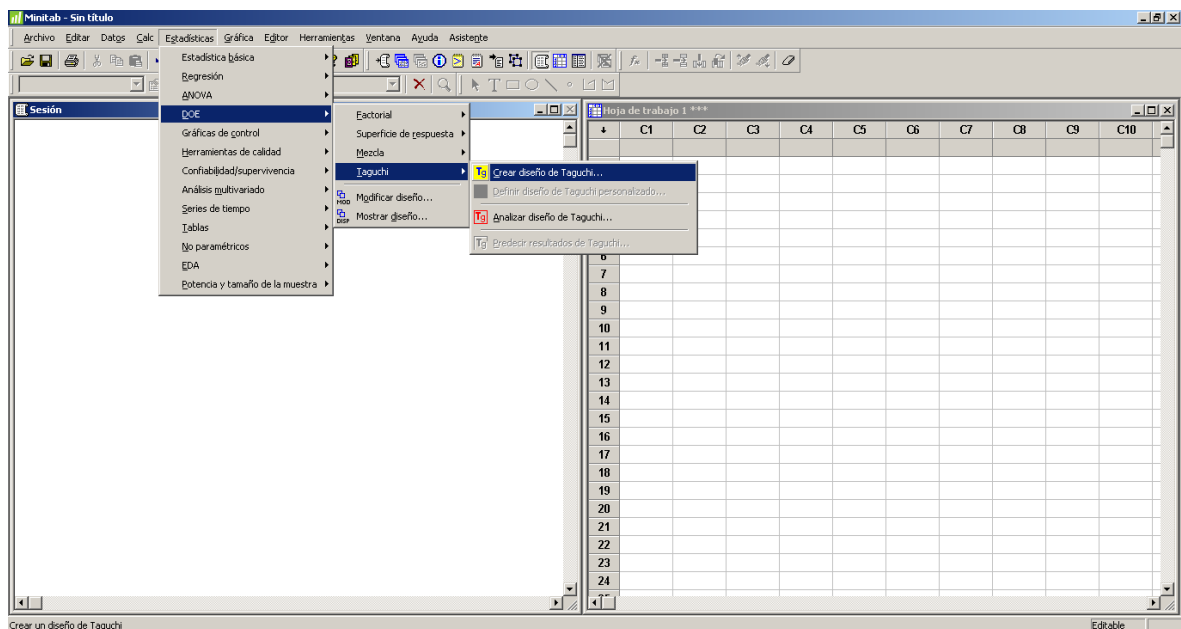 Minitab - Sin título
Archivo Editar Datos Calc Estadísticas Gráfica Editor Herramientas Ventana Ayuda Asistente
Estadística básica
Regresión
ANOVA
DOE
Gráficas de control
Herramientas de calidad
Confiabilidad/supervivencia
Análisis multivariado
Series de tiempo
Tablas
No paramétricos
EDA
Potencia y tamaño de la muestra
Sesión
Factorial
Superficie de respuesta
Mezcla
Taguchi
MOD Modificar diseño...
DISP Mostrar diseño...
Tg Crear diseño de Taguchi...
Definir diseño de Taguchi personalizado...
Tg Analizar diseño de Taguchi...
Tg Predecir resultados de Taguchi...
Hoja de trabajo 1 ***
C1 C2 C3 C4 C5 C6 C7 C8 C9 C10
7
8
9
10
11
12
13
14
15
16
17
18
19
20
21
22
23
24
Crear un diseño de Taguchi
Editable